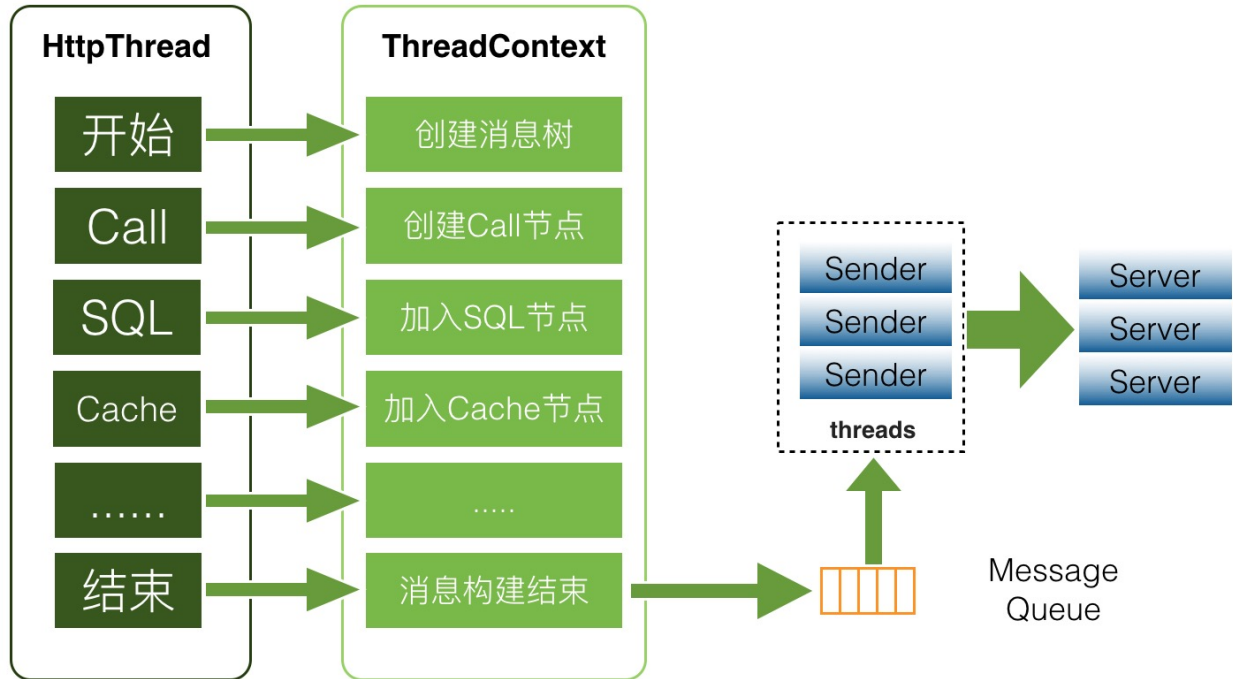 HttpThread
开始
Call
SQL
Cache
……
结束
ThreadContext
创建消息树
创建Call节点
加入SQL节点
加入Cache节点
.....
消息构建结束
Sender
Sender
Sender
threads
Server
Server
Server
Message
Queue